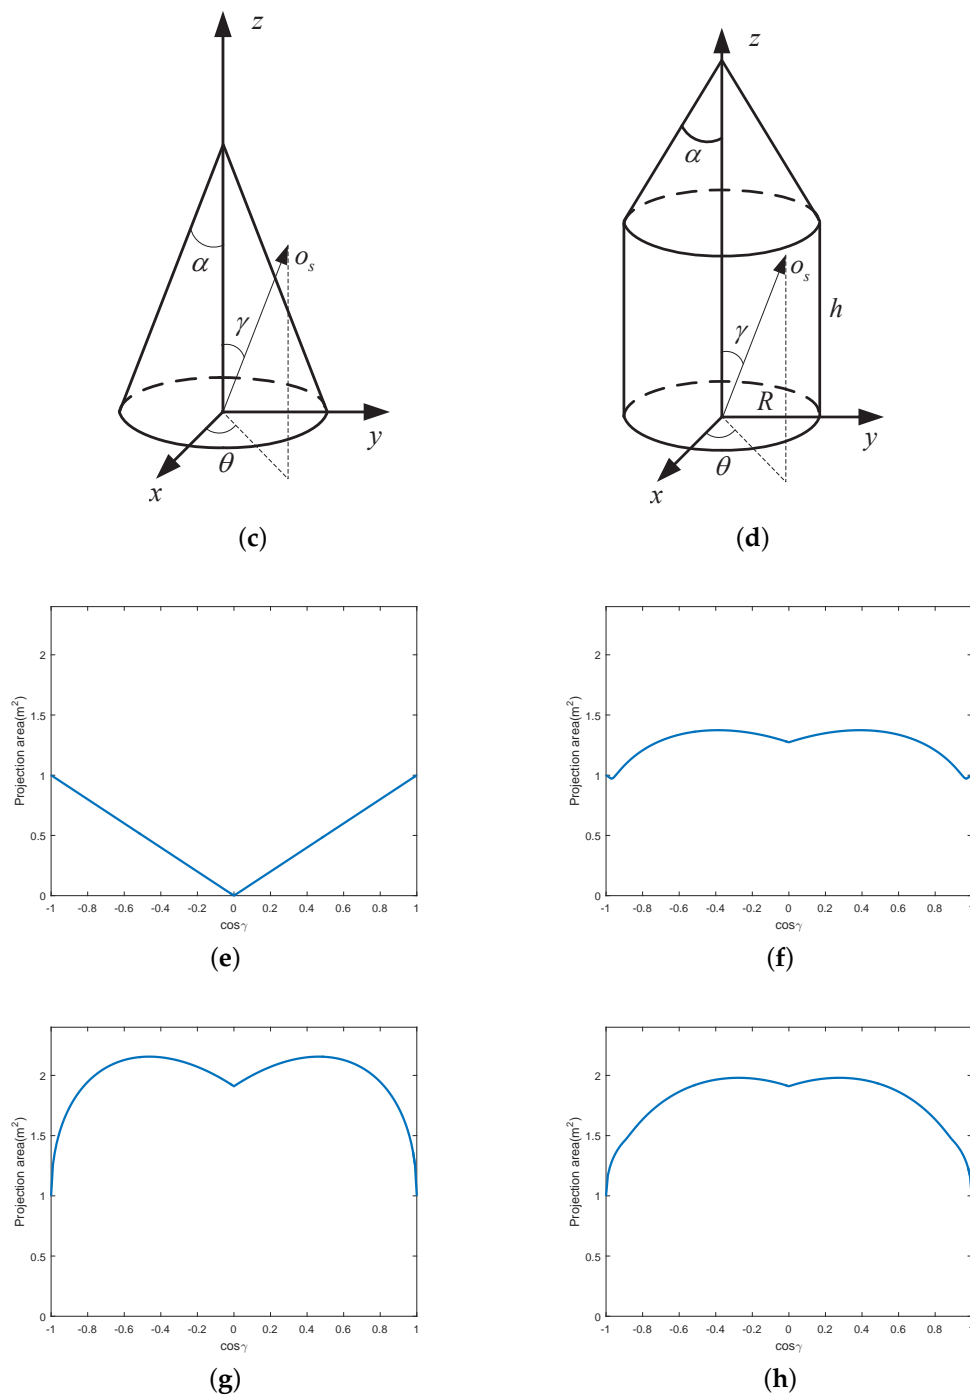 z
α
γ
o_s
y
x
θ
(c)
z
α
o_s
h
γ
R
y
x
θ
(d)
Projection area(m²)
2
1.5
1
0.5
0
-1 -0.8 -0.6 -0.4 -0.2 0 0.2 0.4 0.6 0.8 1
cosγ
(e)
Projection area(m²)
2
1.5
1
0.5
0
-1 -0.8 -0.6 -0.4 -0.2 0 0.2 0.4 0.6 0.8 1
cosγ
(f)
Projection area(m²)
2
1.5
1
0.5
0
-1 -0.8 -0.6 -0.4 -0.2 0 0.2 0.4 0.6 0.8 1
cosγ
(g)
Projection area(m²)
2
1.5
1
0.5
0
-1 -0.8 -0.6 -0.4 -0.2 0 0.2 0.4 0.6 0.8 1
cosγ
(h)